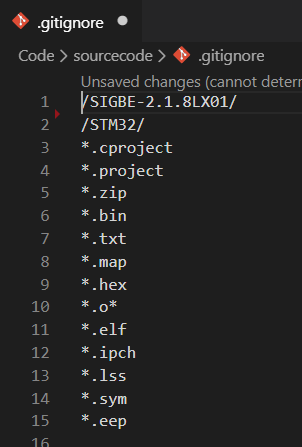 .gitignore
Code > sourcecode > .gitignore
Unsaved changes (cannot deter
1 /SIGBE-2.1.8LX01/
2 /STM32/
3 *.cproject
4 *.project
5 *.zip
6 *.bin
7 *.txt
8 *.map
9 *.hex
10 *.o*
11 *.elf
12 *.ipch
13 *.lss
14 *.sym
15 *.eep
16